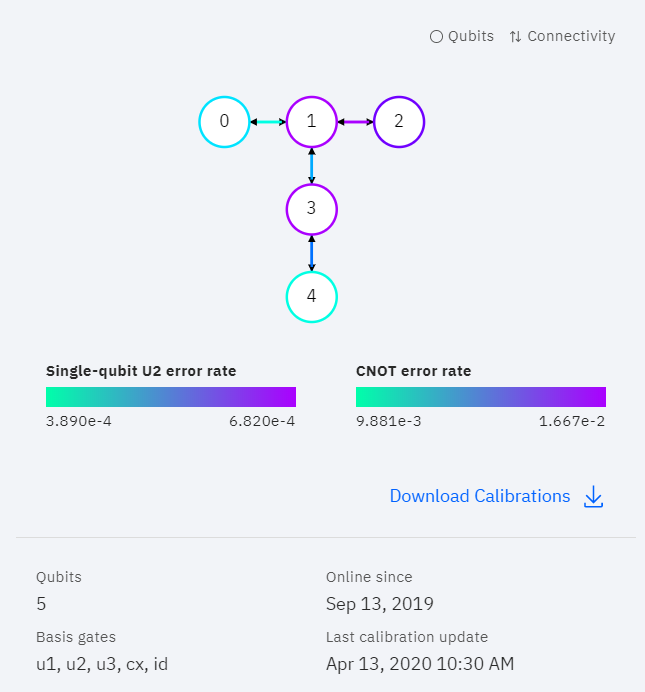 Qubits Connectivity
0 1 2
3
4
Single-qubit U2 error rate CNOT error rate
3.890e-4 6.820e-4 9.881e-3 1.667e-2
Download Calibrations
Qubits Online since
5 Sep 13, 2019
Basis gates Last calibration update
u1, u2, u3, cx, id Apr 13, 2020 10:30 AM